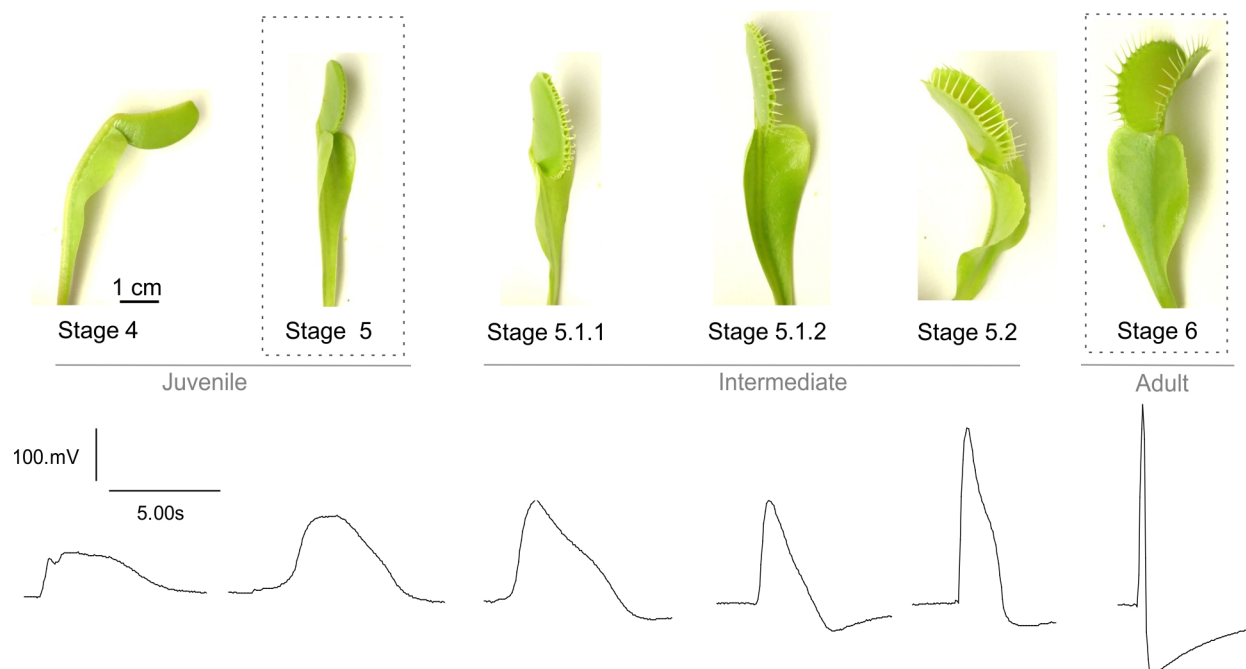 1 cm
Stage 4
Stage 5
Stage 5.1.1
Stage 5.1.2
Stage 5.2
Stage 6
Juvenile
Intermediate
Adult
100.mV
5.00s